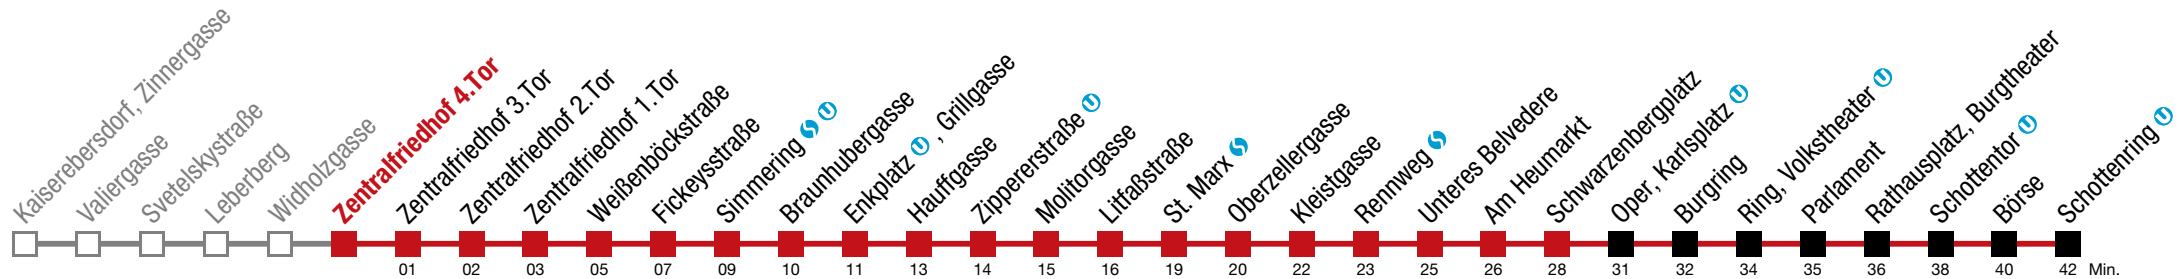 Kaiserebersdorf, Zinnergasse
Valiergasse
Svetelskystraße
Leberberg
Widholzgasse
Zentralfriedhof 4.Tor
Zentralfriedhof 3.Tor
Zentralfriedhof 2.Tor
Zentralfriedhof 1.Tor
Weißenböckstraße
Fickeysstraße
Simmering S U
Braunhubergasse
Enkplatz U , Grillgasse
Hauffgasse
Zippererstraße U
Molitorgasse
Litfaßstraße
St. Marx S
Oberzellergasse
Kleistgasse
Rennweg S
Unteres Belvedere
Am Heumarkt
Schwarzenbergplatz
Oper, Karlsplatz U
Burgring
Ring, Volkstheater U
Parlament
Rathausplatz, Burgtheater
Schottentor U
Börse
Schottenring U
01 02 03 05 07 09 10 11 13 14 15 16 19 20 22 23 25 26 28 31 32 34 35 36 38 40 42 Min.